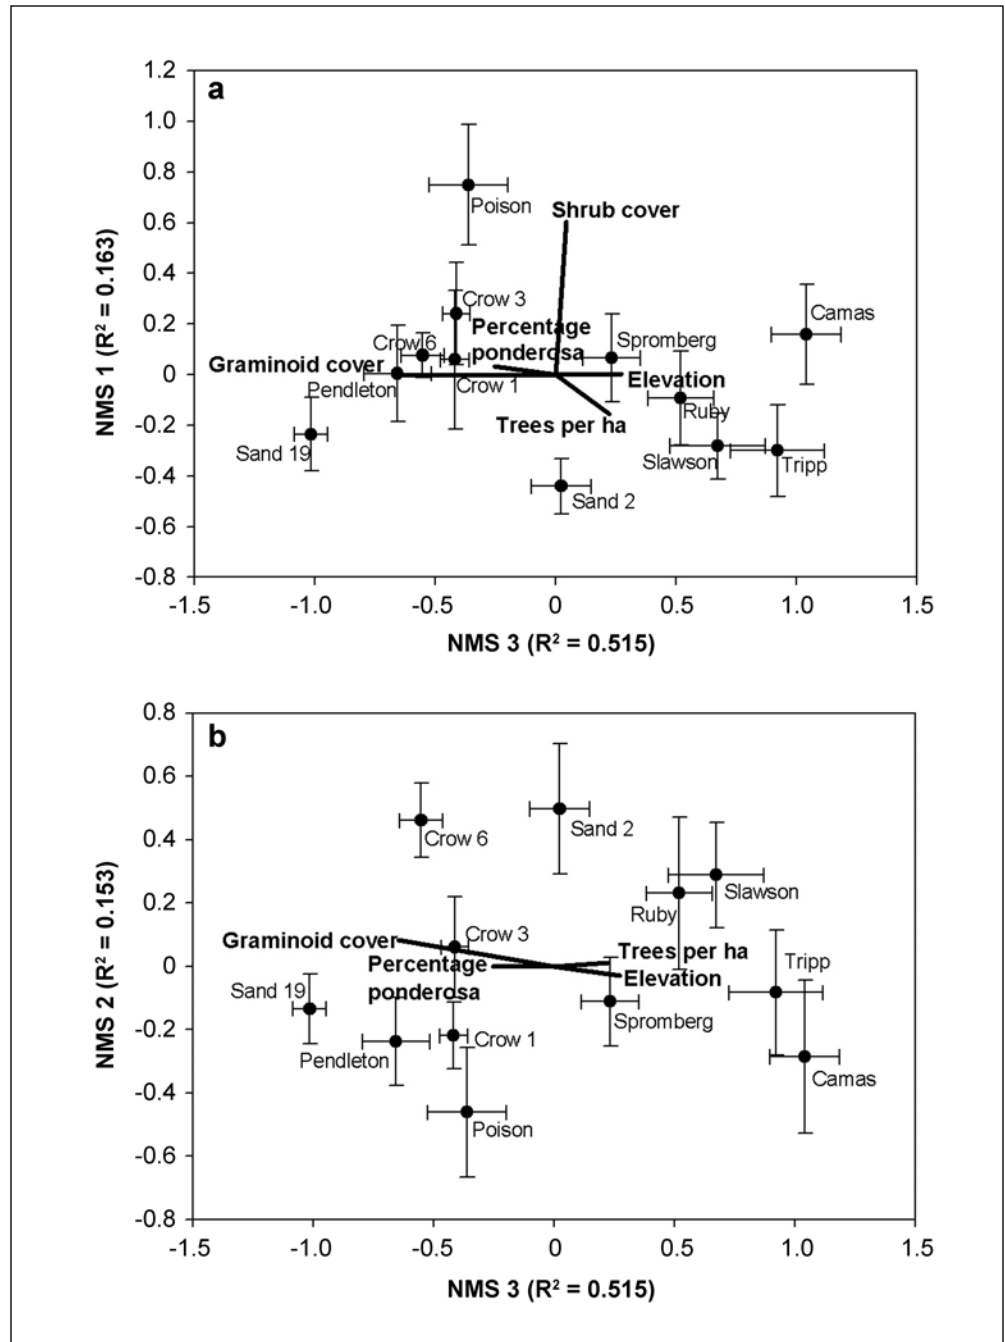 a
1.2
1.0
0.8
0.6
0.4
0.2
0
-0.2
-0.4
-0.6
-0.8
NMS 1 (R² = 0.163)
Poison
Shrub cover
Crow 3
Camas
Percentage
ponderosa
Crow 6
Spromberg
Graminoid cover
Pendleton
Crow 1
Elevation
Ruby
Trees per ha
Sand 19
Slawson
Tripp
Sand 2
-1.5 -1.0 -0.5 0 0.5 1.0 1.5
NMS 3 (R² = 0.515)
b
0.8
0.6
0.4
0.2
0
-0.2
-0.4
-0.6
-0.8
NMS 2 (R² = 0.153)
Sand 2
Crow 6
Slawson
Ruby
Crow 3
Graminoid cover
Trees per ha
Percentage
ponderosa
Elevation
Tripp
Sand 19
Spromberg
Crow 1
Pendleton
Camas
Poison
-1.5 -1.0 -0.5 0 0.5 1.0 1.5
NMS 3 (R² = 0.515)